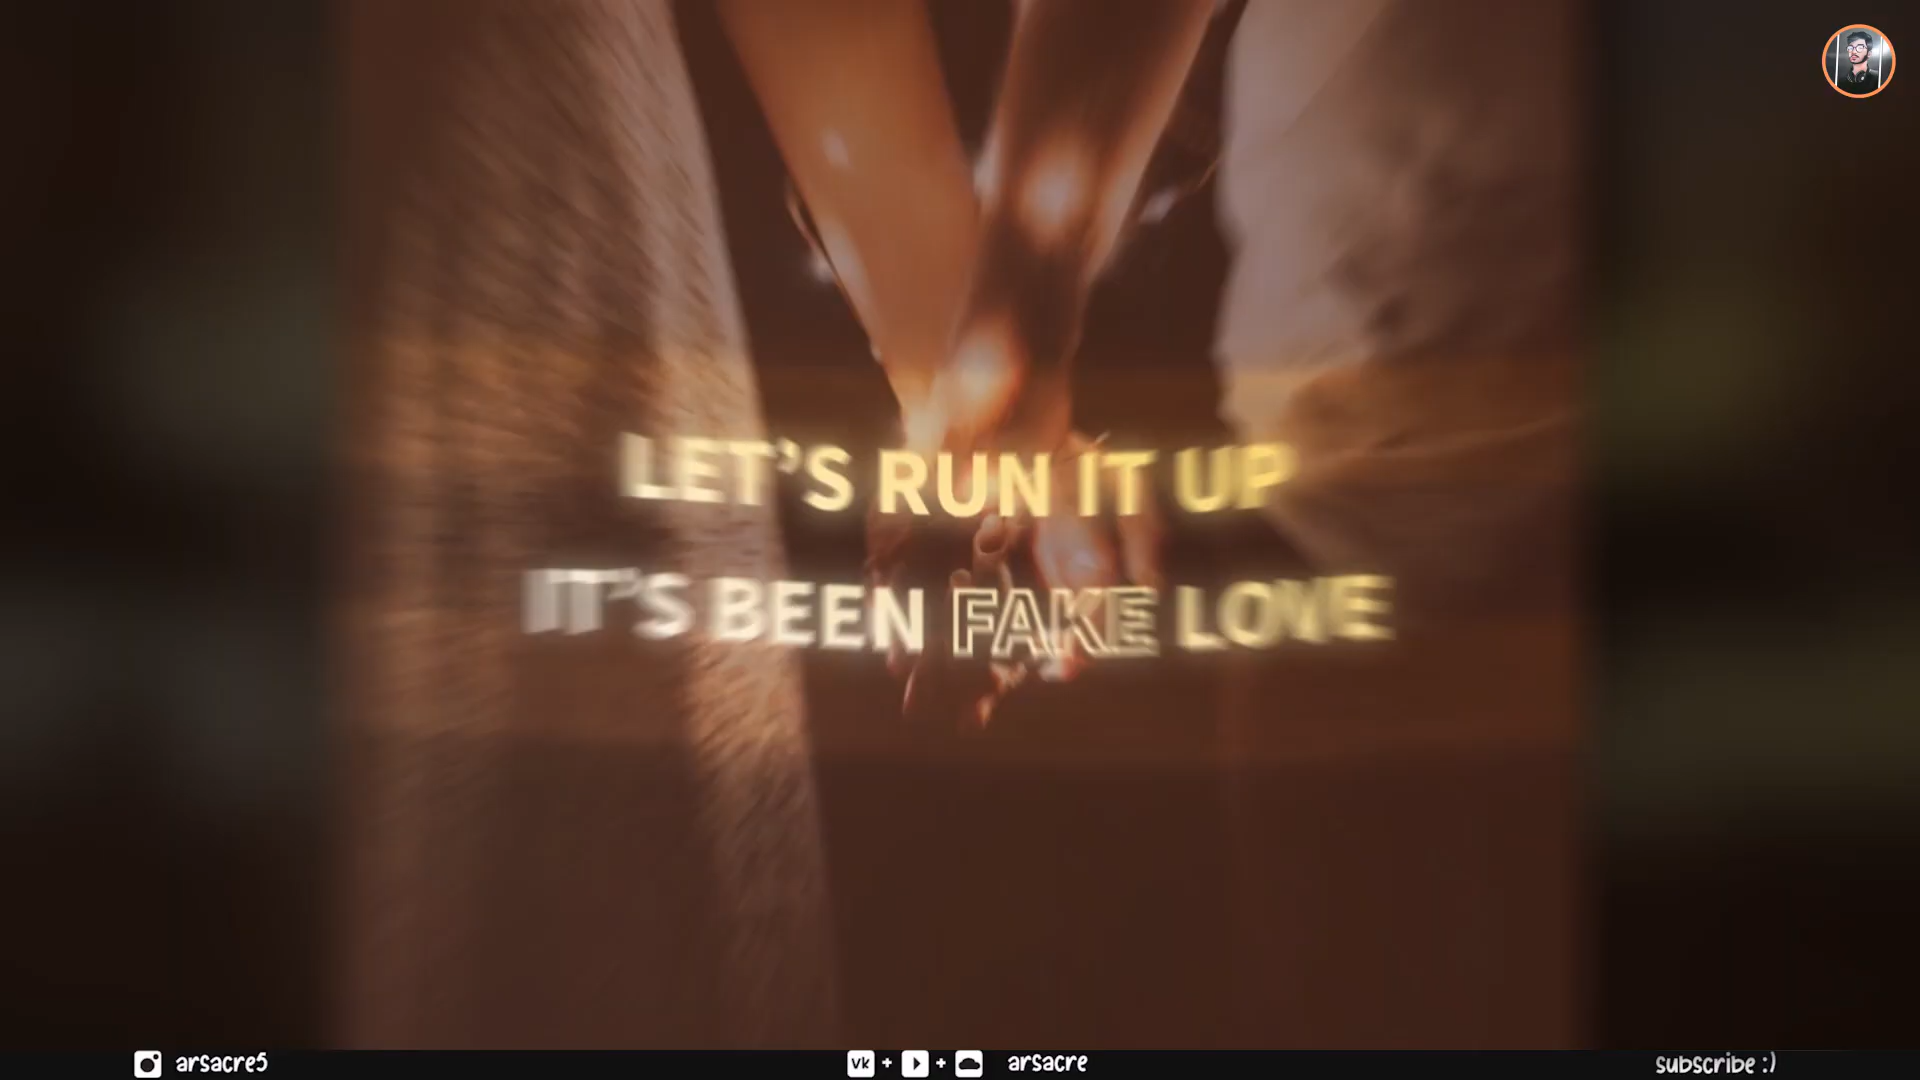 LET'S RUN IT UP
IT'S BEEN FAKE LOVE
arsacre5
VK + + arsacre
subscribe :)